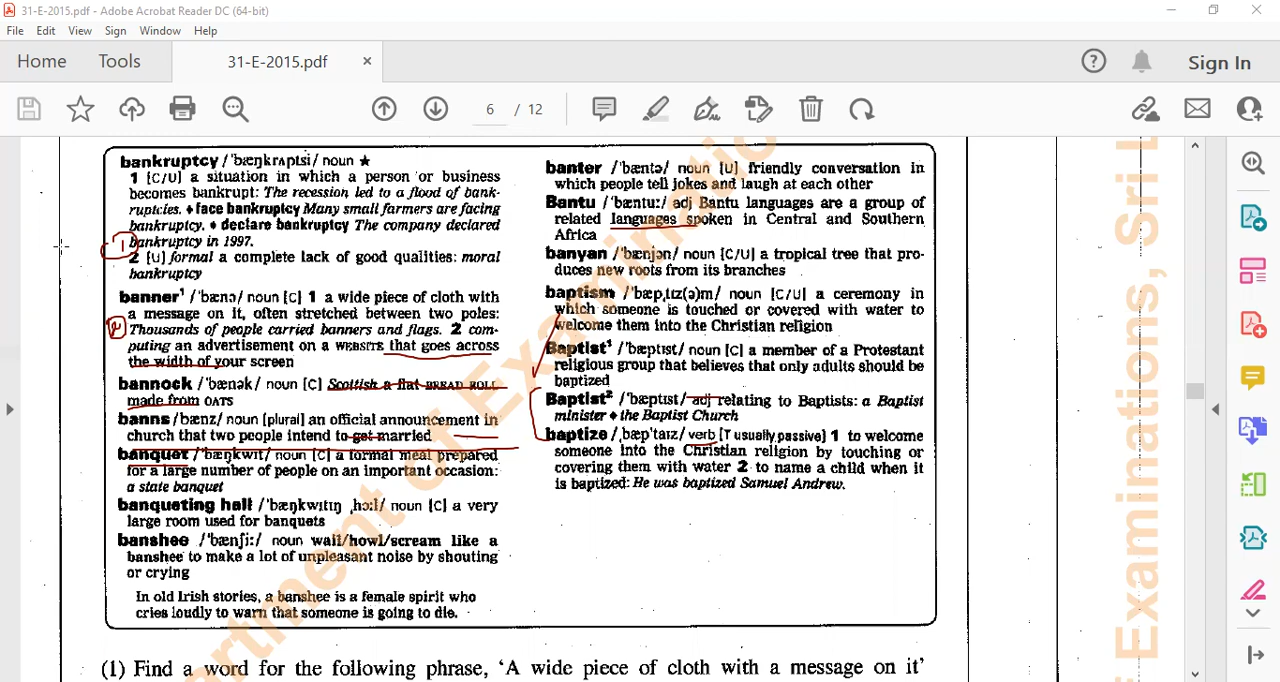 31-E-2015.pdf - Adobe Acrobat Reader DC (64-bit)
File Edit View Sign Window Help
Home Tools 31-E-2015.pdf × Sign In
6 / 12
bankruptcy /ˈbæŋkrʌptsi/ noun ★
1 [C/U] a situation in which a person or business
becomes bankrupt: The recession led to a flood of bank-
ruptcies. ♦ face bankruptcy Many small farmers are facing
bankruptcy. ♦ declare bankruptcy The company declared
bankruptcy in 1997.
2 [U] formal a complete lack of good qualities: moral
bankruptcy
banner¹ /ˈbænə/ noun [C] 1 a wide piece of cloth with
a message on it, often stretched between two poles:
Thousands of people carried banners and flags. 2 com-
puting an advertisement on a WEBSITE that goes across
the width of your screen
bannock /ˈbænək/ noun [C] Scottish a flat BREAD ROLL
made from OATS
banns /bænz/ noun [plural] an official announcement in
church that two people intend to get married
banquet /ˈbæŋkwɪt/ noun [C] a formal meal prepared
for a large number of people on an important occasion:
a state banquet
banqueting hall /ˈbæŋkwɪtɪŋ ˌhɔːl/ noun [C] a very
large room used for banquets
banshee /ˈbænʃiː/ noun wail/howl/scream like a
banshee to make a lot of unpleasant noise by shouting
or crying
In old Irish stories, a banshee is a female spirit who
cries loudly to warn that someone is going to die.
banter /ˈbæntə/ noun [U] friendly conversation in
which people tell jokes and laugh at each other
Bantu /ˈbæntuː/ adj Bantu languages are a group of
related languages spoken in Central and Southern
Africa
banyan /ˈbænjən/ noun [C/U] a tropical tree that pro-
duces new roots from its branches
baptism /ˈbæpˌtɪz(ə)m/ noun [C/U] a ceremony in
which someone is touched or covered with water to
welcome them into the Christian religion
Baptist¹ /ˈbæptɪst/ noun [C] a member of a Protestant
religious group that believes that only adults should be
baptized
Baptist² /ˈbæptɪst/ adj relating to Baptists: a Baptist
minister ♦ the Baptist Church
baptize /ˌbæpˈtaɪz/ verb [T usually passive] 1 to welcome
someone into the Christian religion by touching or
covering them with water 2 to name a child when it
is baptized: He was baptized Samuel Andrew.
(1) Find a word for the following phrase, 'A wide piece of cloth with a message on it'
artment of Examination
Examinations, Sri L